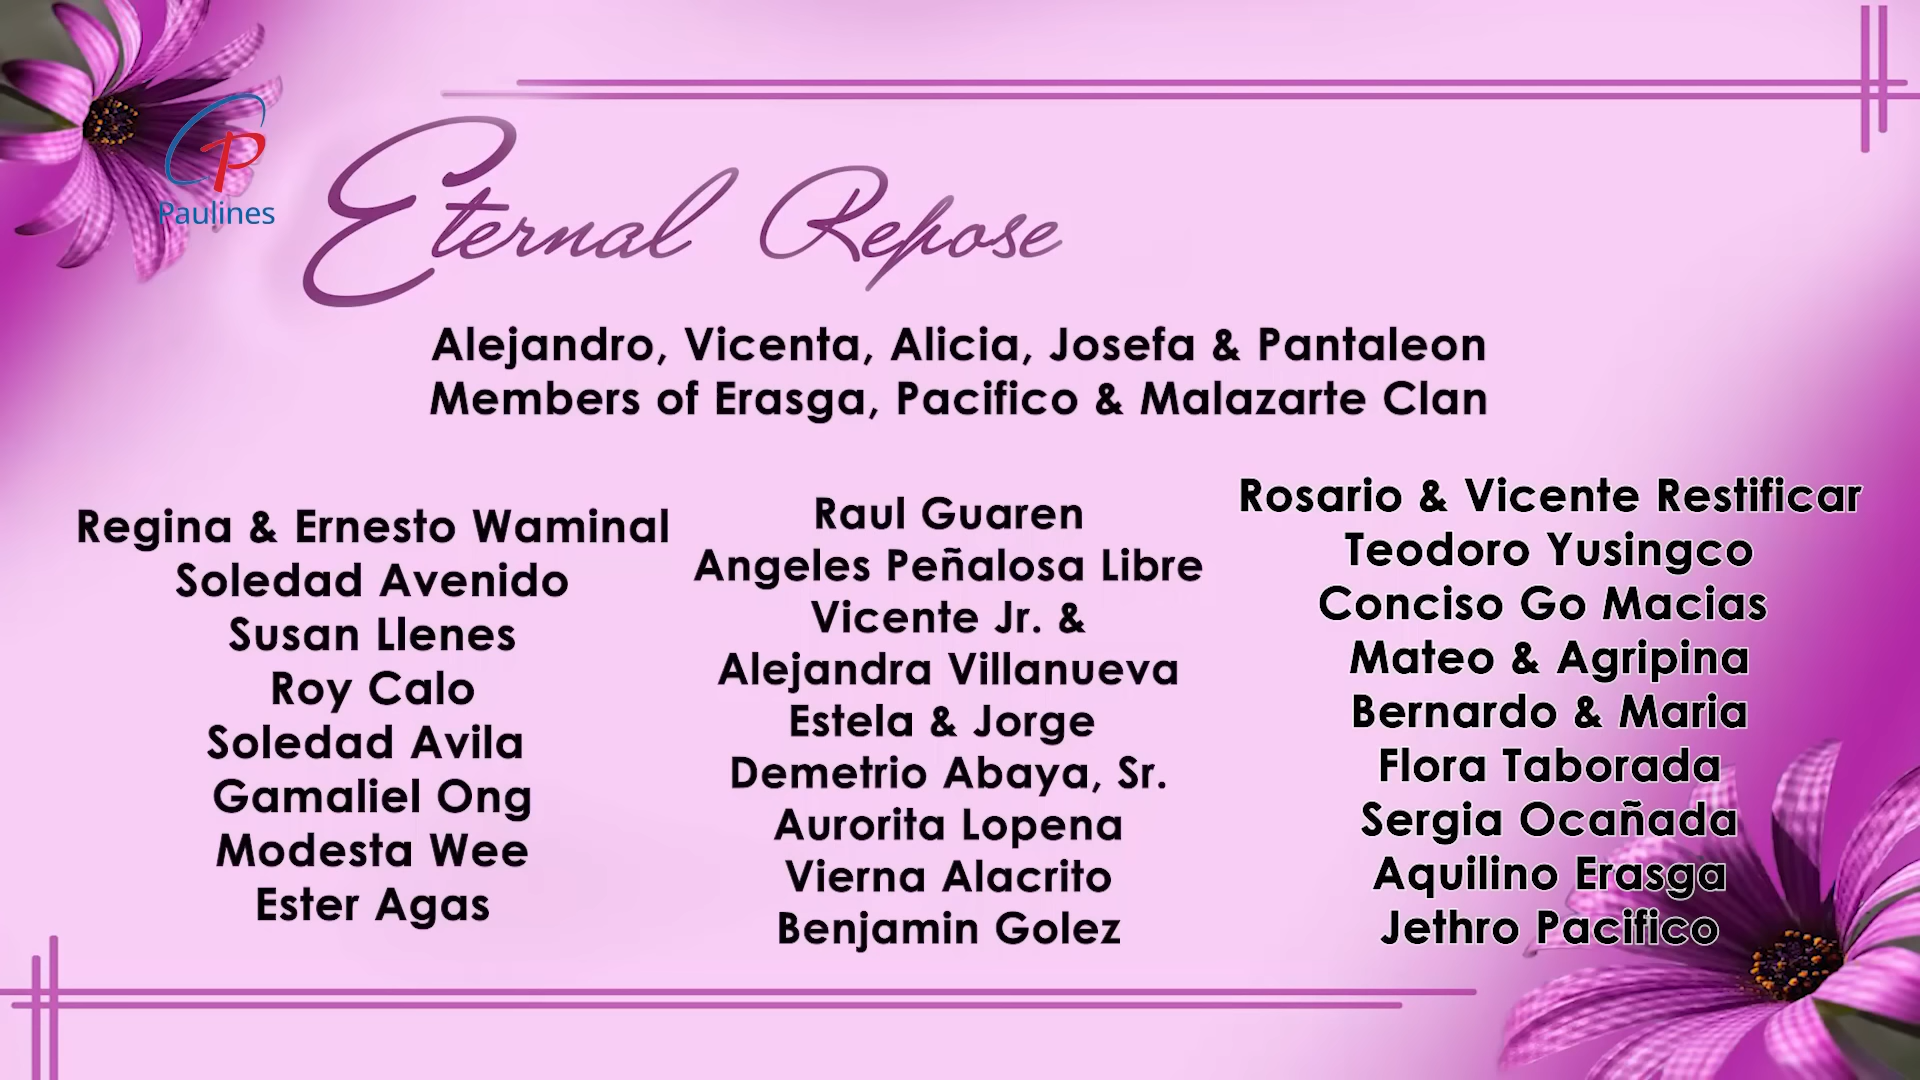 Paulines
Eternal Repose
Alejandro, Vicenta, Alicia, Josefa & Pantaleon
Members of Erasga, Pacifico & Malazarte Clan
Regina & Ernesto Waminal
Soledad Avenido
Susan Llenes
Roy Calo
Soledad Avila
Gamaliel Ong
Modesta Wee
Ester Agas
Raul Guaren
Angeles Peñalosa Libre
Vicente Jr. &
Alejandra Villanueva
Estela & Jorge
Demetrio Abaya, Sr.
Aurorita Lopena
Vierna Alacrito
Benjamin Golez
Rosario & Vicente Restificar
Teodoro Yusingco
Conciso Go Macias
Mateo & Agripina
Bernardo & Maria
Flora Taborada
Sergia Ocañada
Aquilino Erasga
Jethro Pacifico